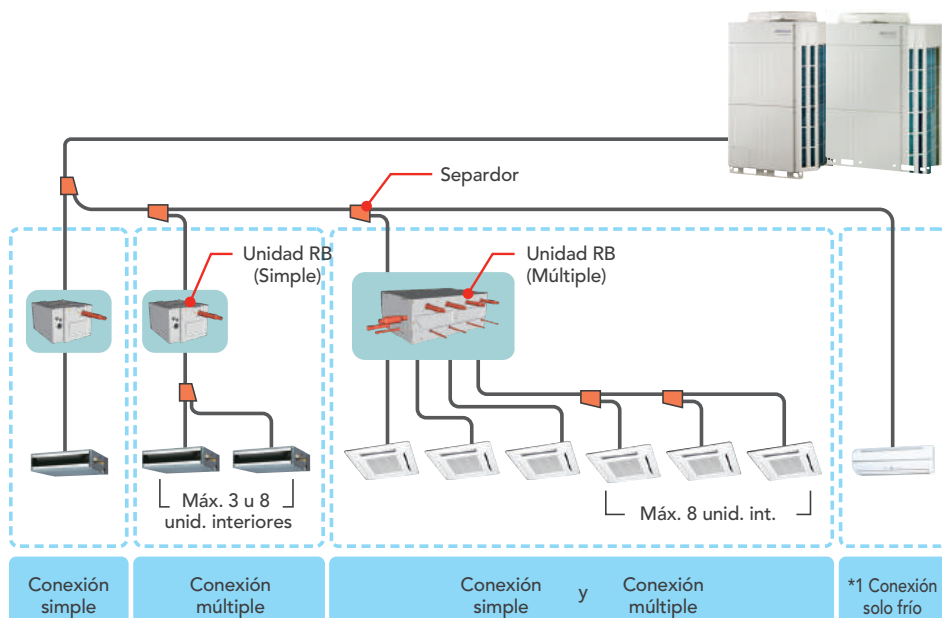 Separdor
Unidad RB
(Simple)
Unidad RB
(Múltiple)
Máx. 3 u 8
unid. interiores
Máx. 8 unid. int.
Conexión
simple
Conexión
múltiple
Conexión
simple
y
Conexión
múltiple
*1 Conexión
solo frío